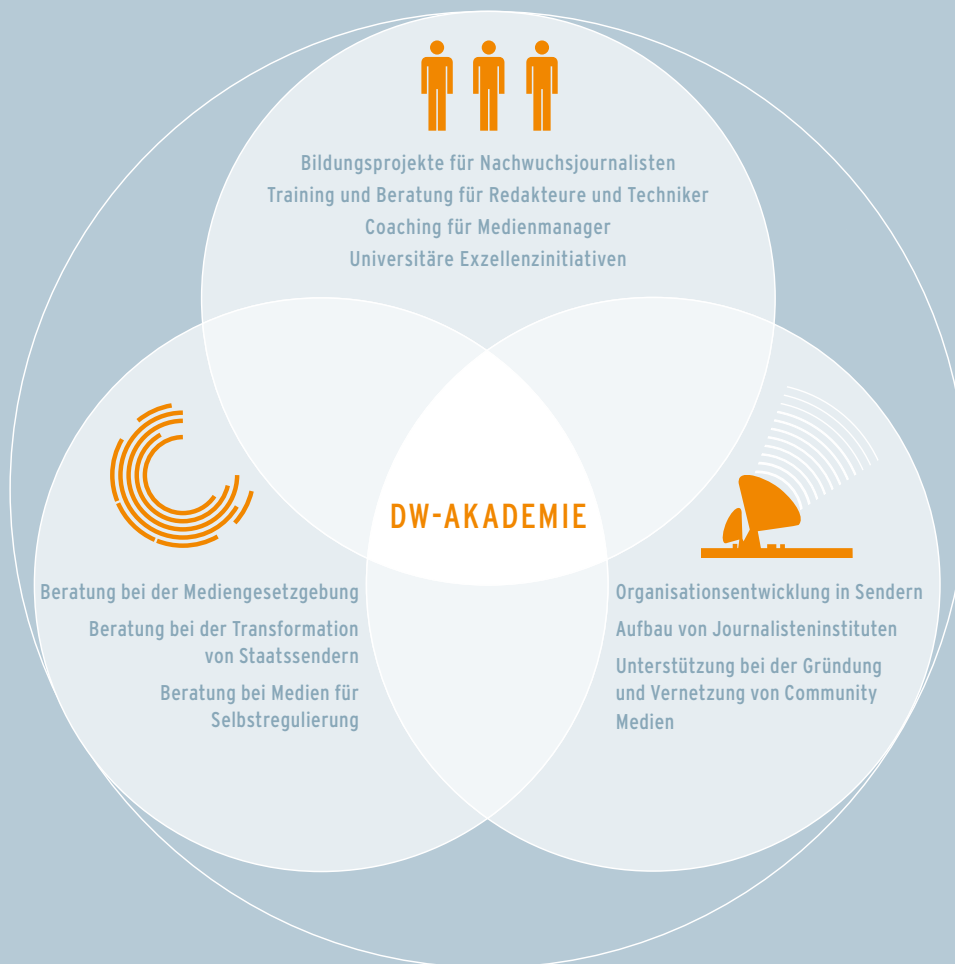 Bildungsprojekte für Nachwuchsjournalisten
Training und Beratung für Redakteure und Techniker
Coaching für Medienmanager
Universitäre Exzellenzinitiativen
DW-AKADEMIE
Beratung bei der Mediengesetzgebung
Beratung bei der Transformation
von Staatssendern
Beratung bei Medien für
Selbstregulierung
Organisationsentwicklung in Sendern
Aufbau von Journalisteninstituten
Unterstützung bei der Gründung
und Vernetzung von Community
Medien